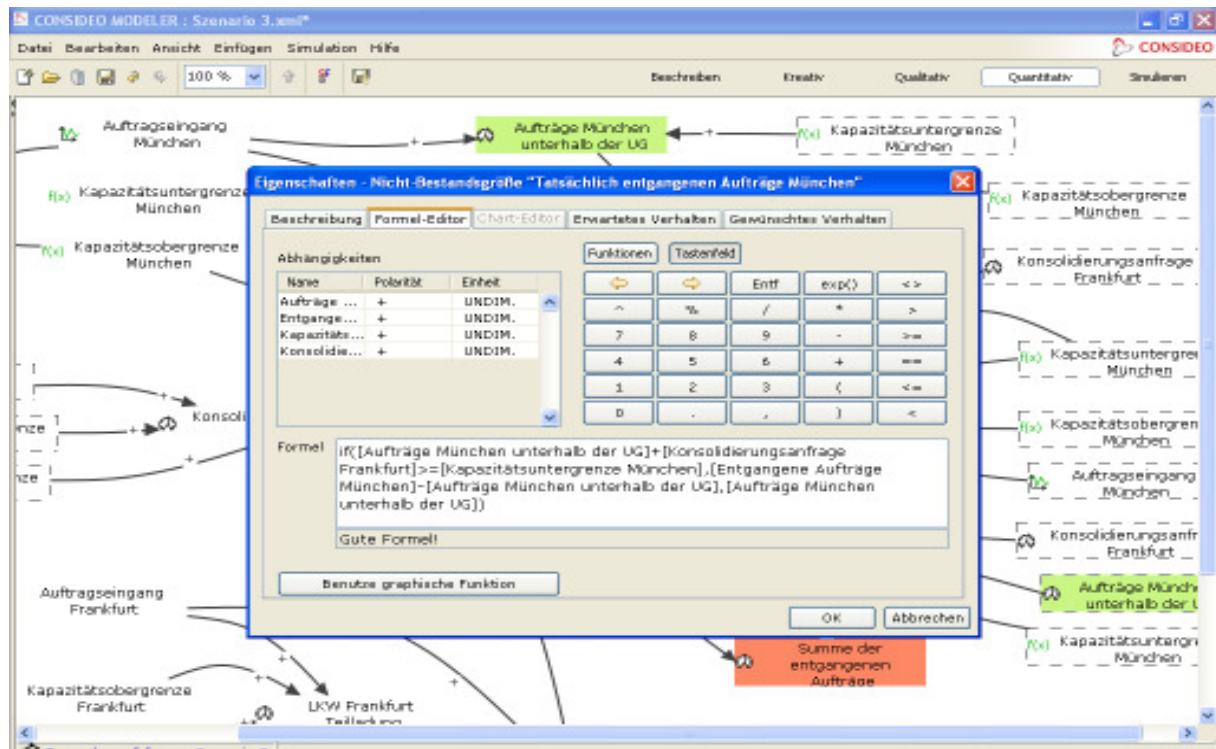 CONSIDEO MODELER : Szenario 3.xml*
Datei Bearbeiten Ansicht Einfügen Simulation Hilfe
CONSIDEO
100 %
Beschreiben Kreativ Qualitativ Quantitativ Simulieren
Auftragseingang
München
+
Aufträge München
unterhalb der UG
+
f(x) Kapazitätsuntergrenze
München
f(x) Kapazitätsuntergrenze
München
f(x) Kapazitätsobergrenze
München
Eigenschaften - Nicht-Bestandsgröße "Tatsächlich entgangenen Aufträge München"
Beschreibung Formel-Editor Chart-Editor Erwartetes Verhalten Gewünschtes Verhalten
Abhängigkeiten
Name Polarität Einheit
Aufträge ... + UNDIM.
Entgange... + UNDIM.
Kapazitäts... + UNDIM.
Konsolidie... + UNDIM.
Funktionen Tastenfeld
Entf exp() <>
^ % / * >
7 8 9 - >=
4 5 6 + ==
1 2 3 ( <=
0 . , ) <
Formel
if([Aufträge München unterhalb der UG]+[Konsolidierungsanfrage
Frankfurt]>=[Kapazitätsuntergrenze München],[Entgangene Aufträge
München]-[Aufträge München unterhalb der UG],[Aufträge München
unterhalb der UG])
Gute Formel!
Benutze graphische Funktion
OK Abbrechen
f(x) Kapazitätsuntergrenze
München
Konsolidierungsanfrage
Frankfurt
f(x) Kapazitätsuntergrei
München
f(x) Kapazitätsobergren
München
Auftragseingang
München
Konsolidierungsanfr
Frankfurt
Aufträge Münch
unterhalb der U
f(x) Kapazitätsuntergr
München
+
nze
+
Konsoli
+
nze
Auftragseingang
Frankfurt
Summe der
entgangenen
Aufträge
+
+
Kapazitätsobergrenze
Frankfurt
+
LKW Frankfurt
Teilladung